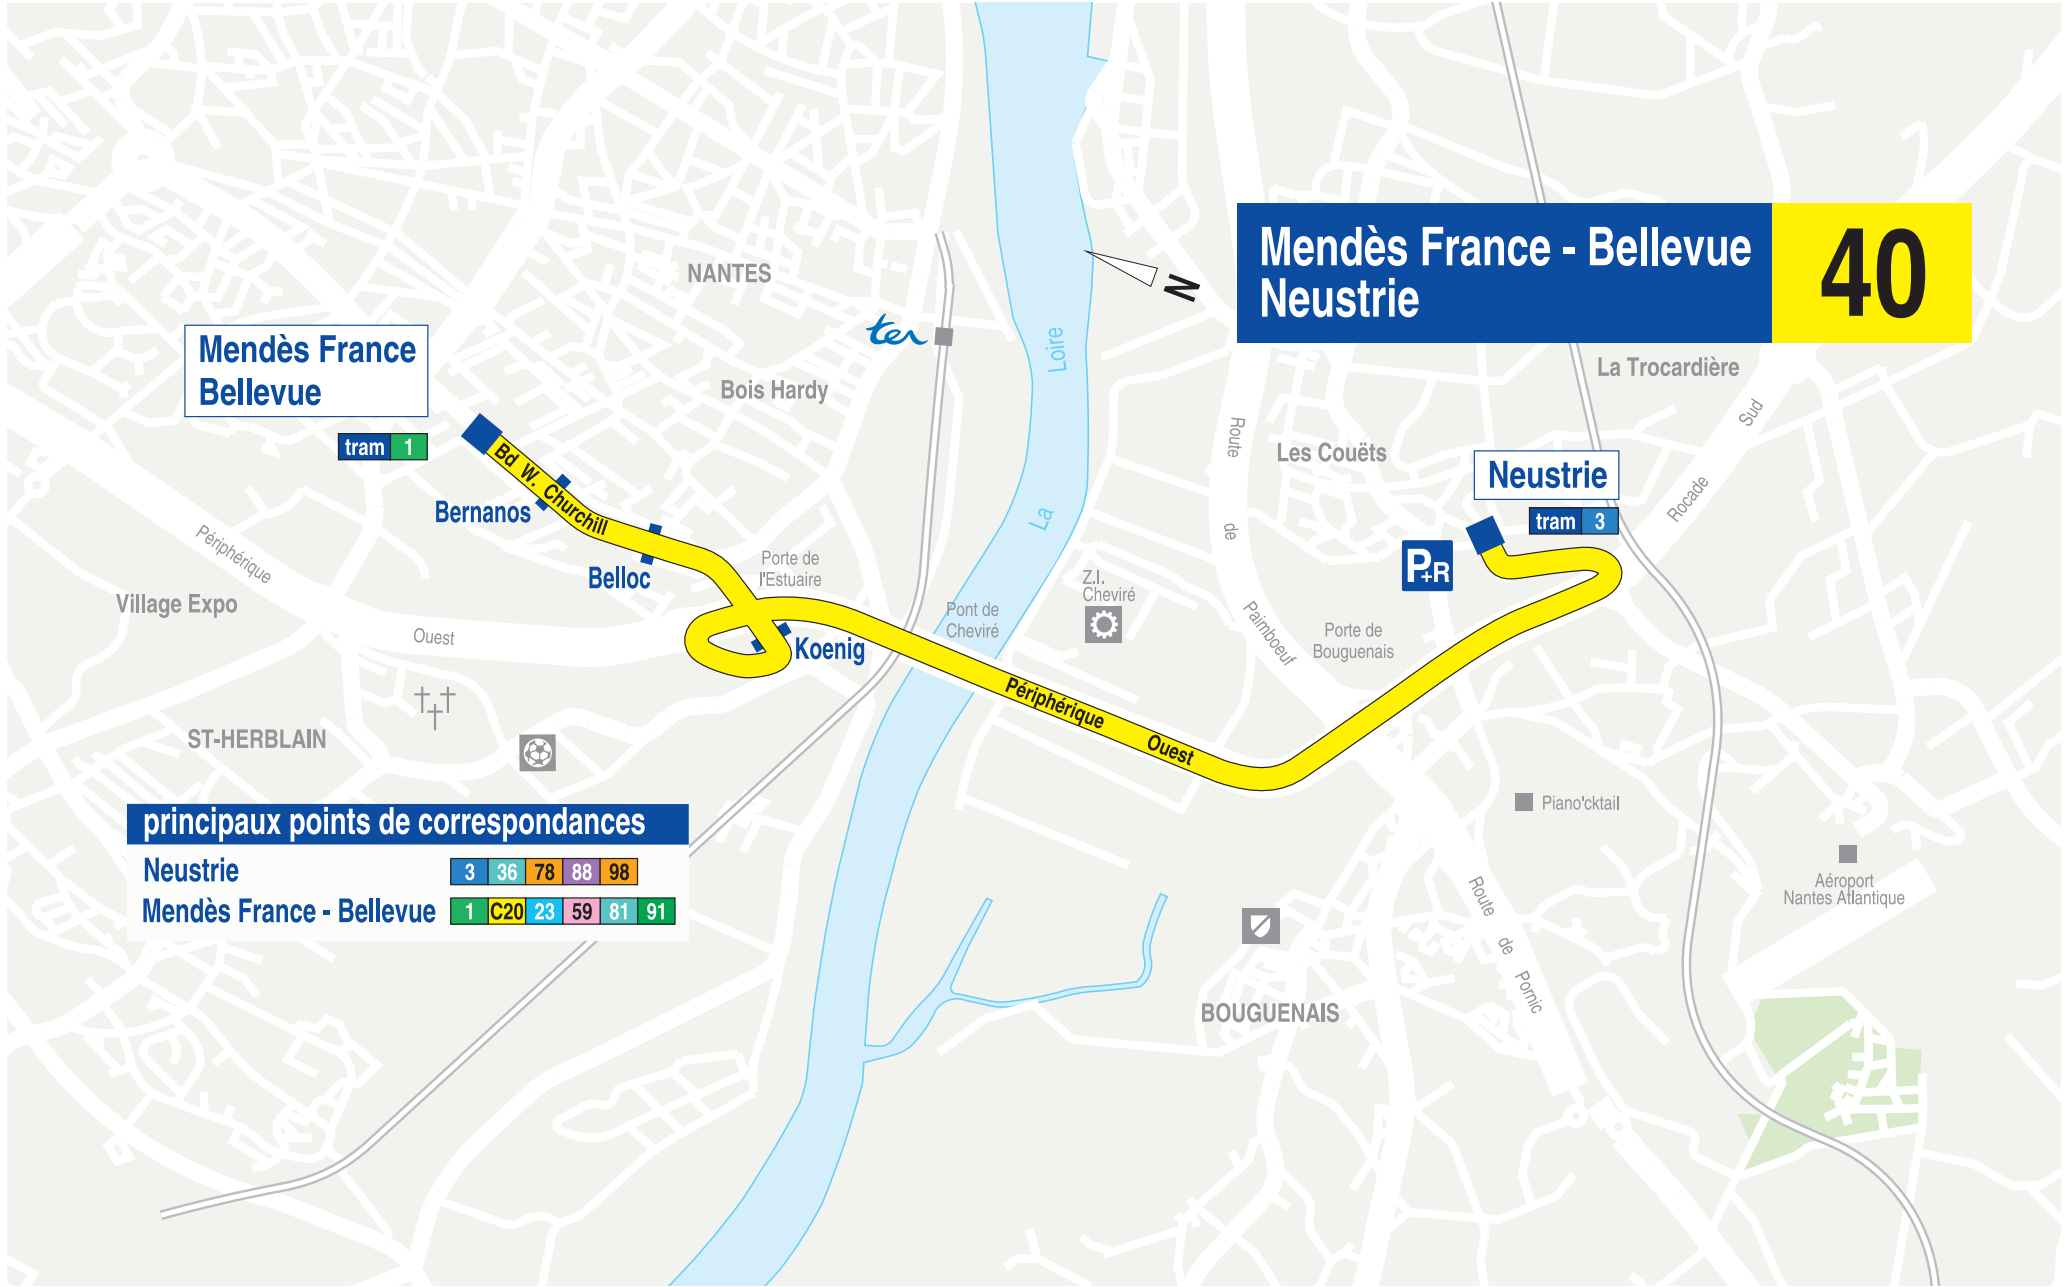 Mendès France - Bellevue
Neustrie
40
NANTES
N
ter
Loire
La
Mendès France
Bellevue
tram 1
Bois Hardy
La Trocardière
Sud
Rocade
Route
de
Paimboeuf
Les Couëts
Neustrie
tram 3
P+R
Bd W. Churchill
Bernanos
Belloc
Koenig
Porte de
l'Estuaire
Périphérique
Ouest
Village Expo
Pont de
Cheviré
Z.I.
Cheviré
Porte de
Bouguenais
Périphérique Ouest
ST-HERBLAIN
Piano'cktail
Aéroport
Nantes Atlantique
Route
de
Pornic
BOUGUENAIS
principaux points de correspondances
Neustrie 3 36 78 88 98
Mendès France - Bellevue 1 C20 23 59 81 91